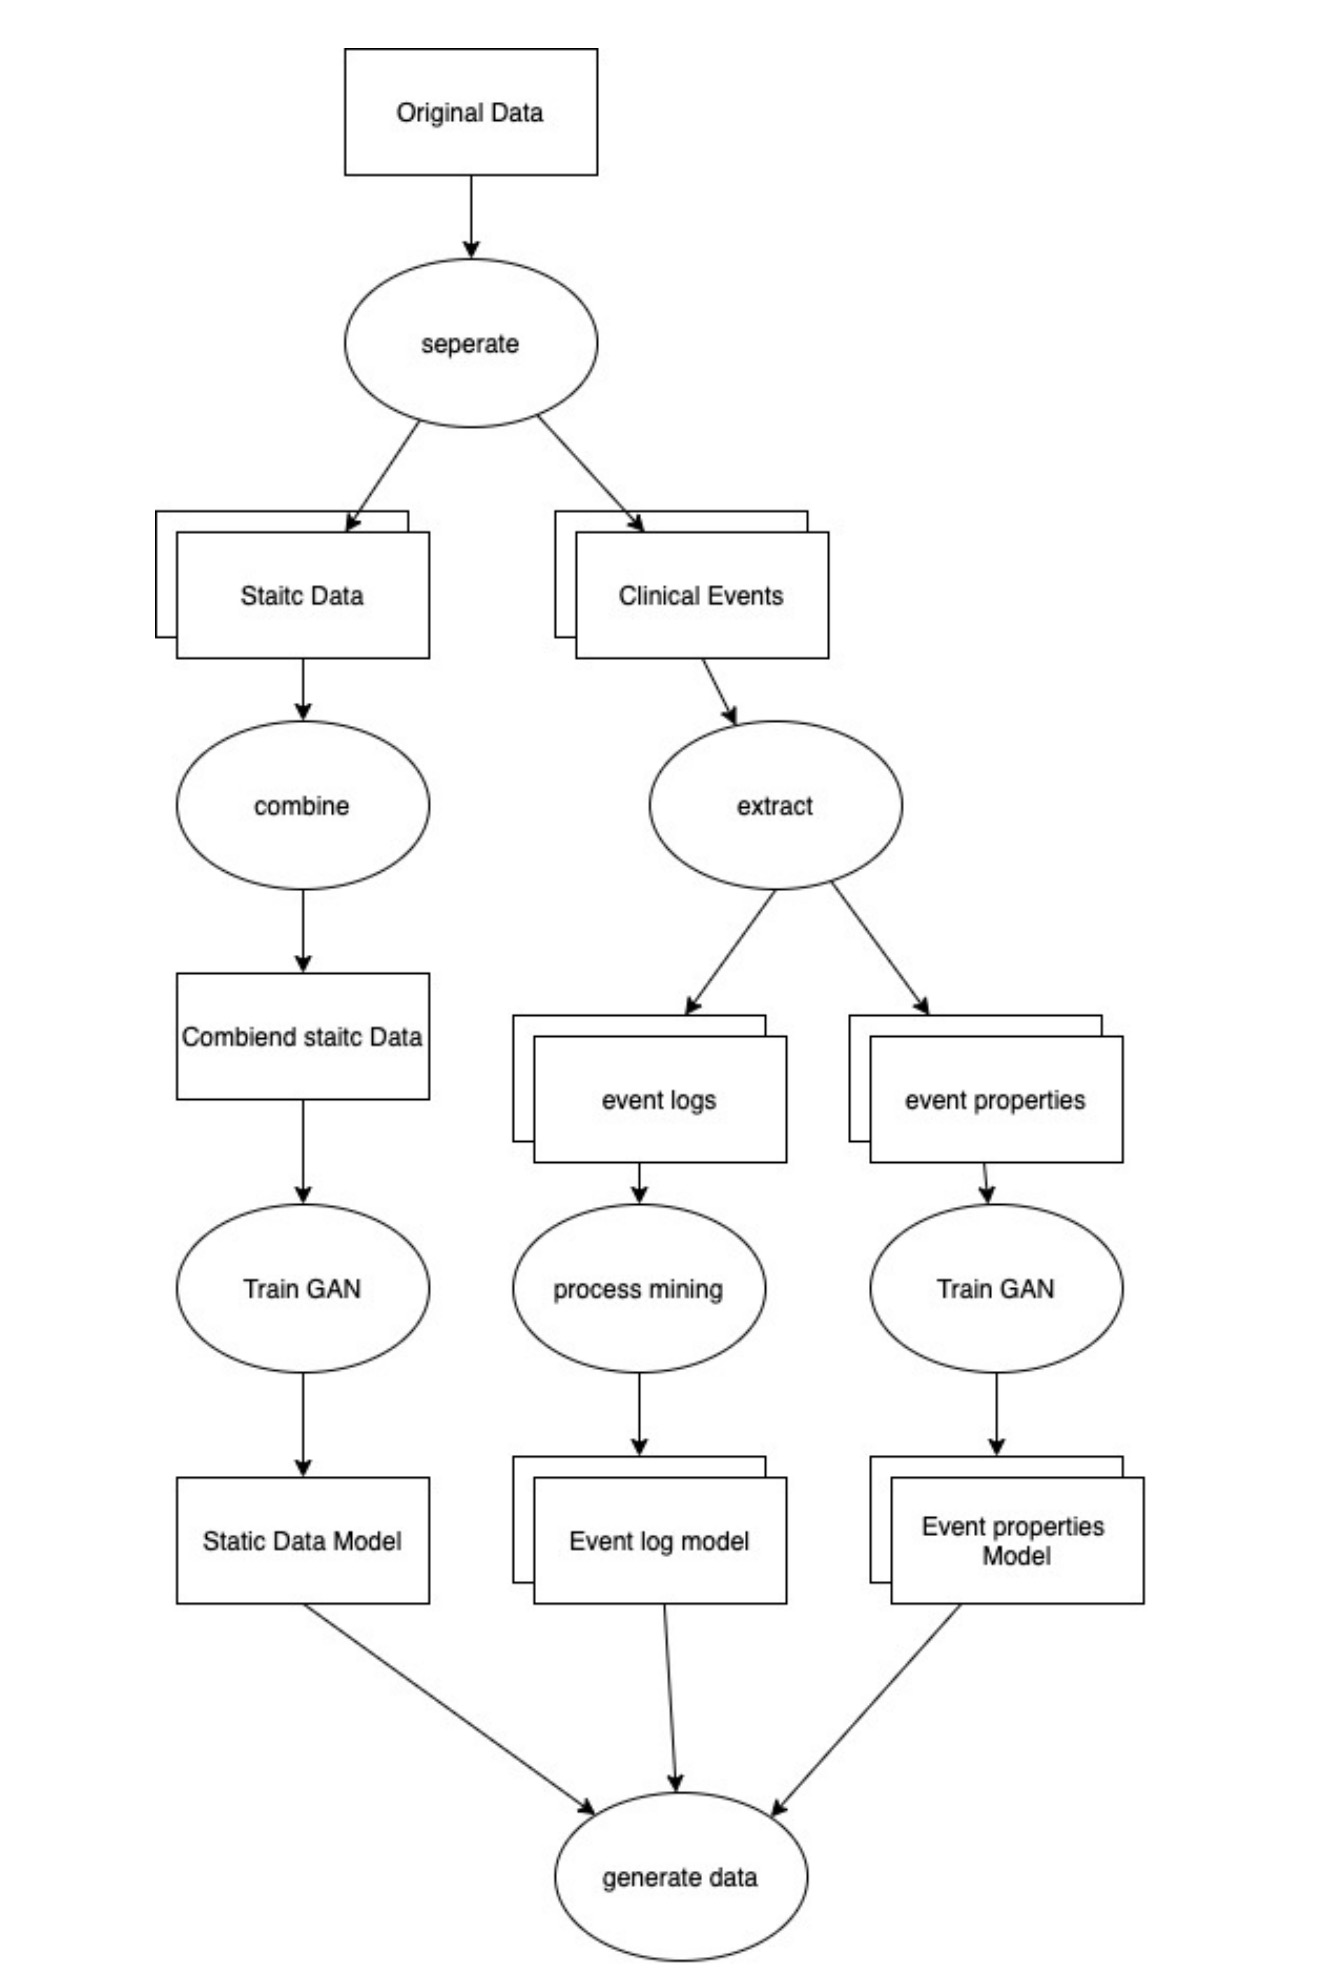 Original Data
seperate
Staitc Data
Clinical Events
combine
extract
Combiend staitc Data
event logs
event properties
Train GAN
process mining
Train GAN
Static Data Model
Event log model
Event properties
Model
generate data